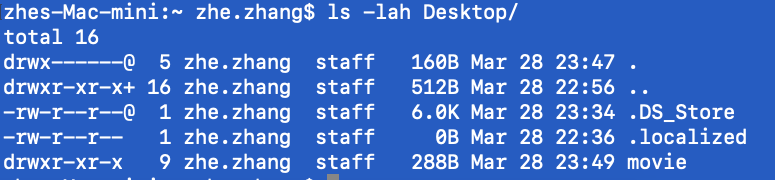 zhes-Mac-mini:~ zhe.zhang$ ls -lah Desktop/
total 16
drwx------@  5 zhe.zhang  staff   160B Mar 28 23:47 .
drwxr-xr-x+ 16 zhe.zhang  staff   512B Mar 28 22:56 ..
-rw-r--r--@  1 zhe.zhang  staff   6.0K Mar 28 23:34 .DS_Store
-rw-r--r--   1 zhe.zhang  staff     0B Mar 28 22:36 .localized
drwxr-xr-x   9 zhe.zhang  staff   288B Mar 28 23:49 movie